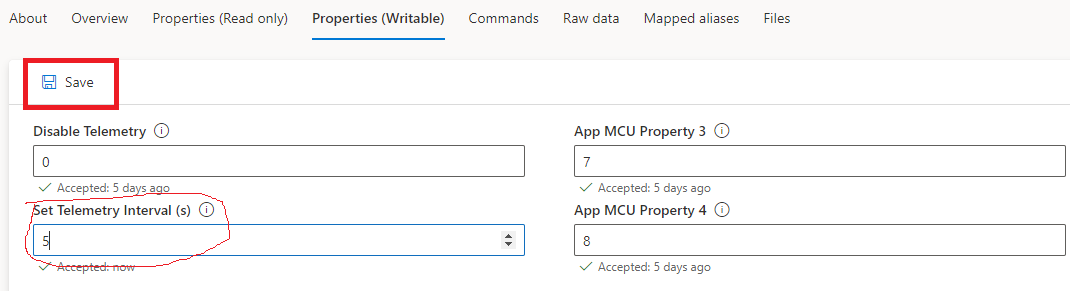 About Overview Properties (Read only) Properties (Writable) Commands Raw data Mapped aliases Files
Save
Disable Telemetry App MCU Property 3
0 7
Accepted: 5 days ago Accepted: 5 days ago
Set Telemetry Interval (s) App MCU Property 4
5 8
Accepted: now Accepted: 5 days ago